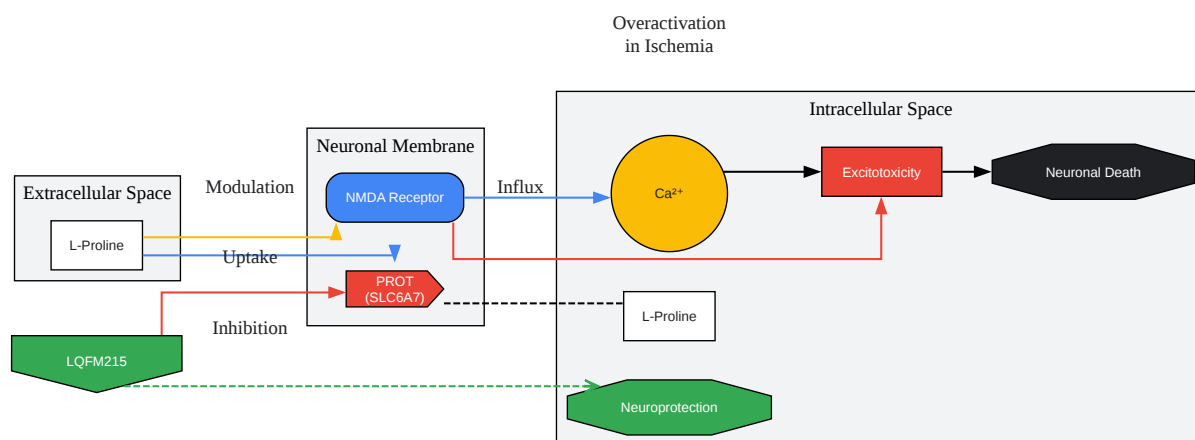 Overactivation
in Ischemia
Intracellular Space
Neuronal Membrane
Extracellular Space
Modulation
NMDA Receptor
Influx
Ca²⁺
Excitotoxicity
Neuronal Death
L-Proline
Uptake
PROT
(SLC6A7)
L-Proline
Inhibition
LQFM215
Neuroprotection